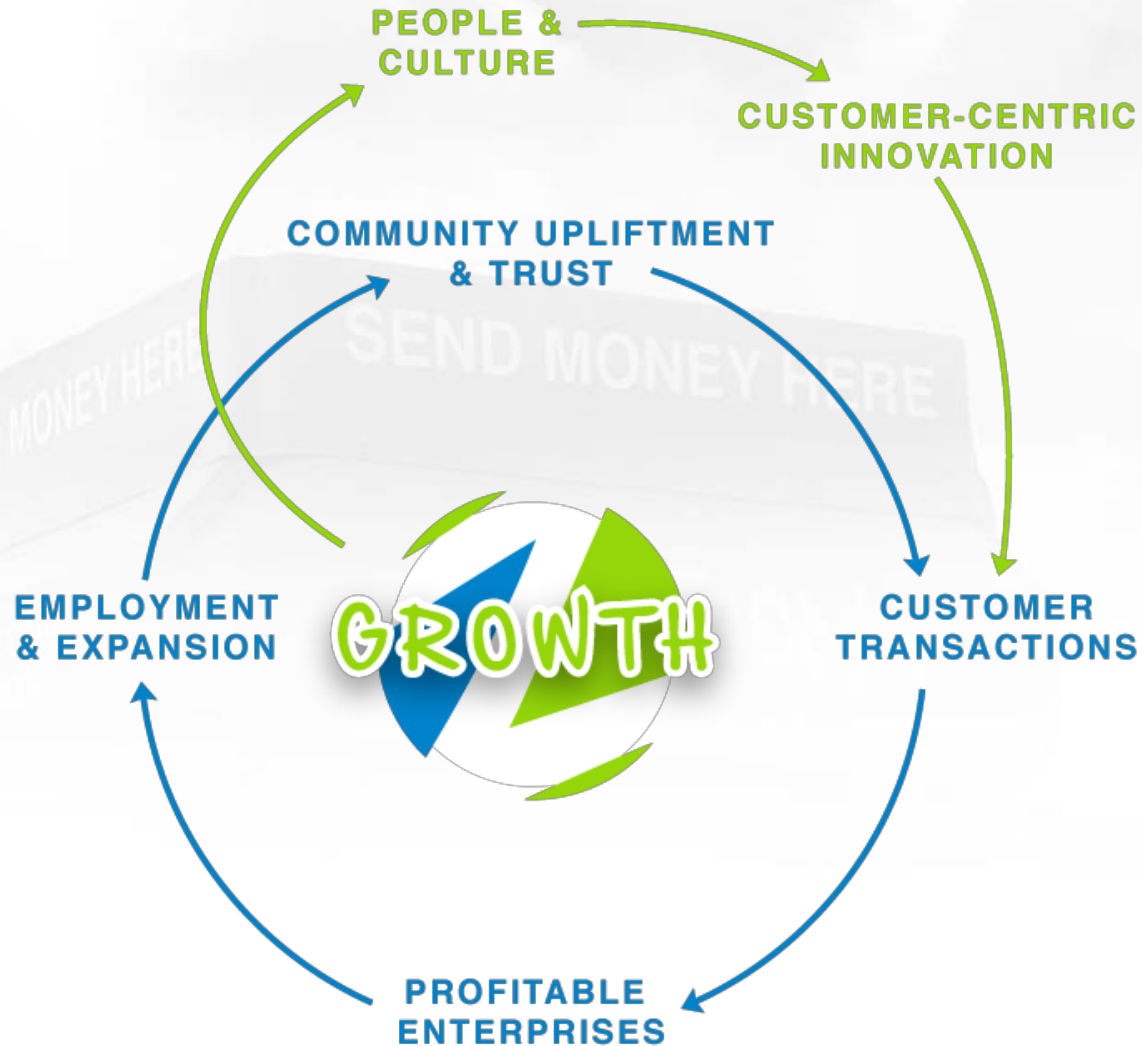 PEOPLE &
CULTURE
CUSTOMER-CENTRIC
INNOVATION
COMMUNITY UPLIFTMENT
& TRUST
MONEY HERE
SEND MONEY HERE
EMPLOYMENT
& EXPANSION
GROWTH
CUSTOMER
TRANSACTIONS
PROFITABLE
ENTERPRISES